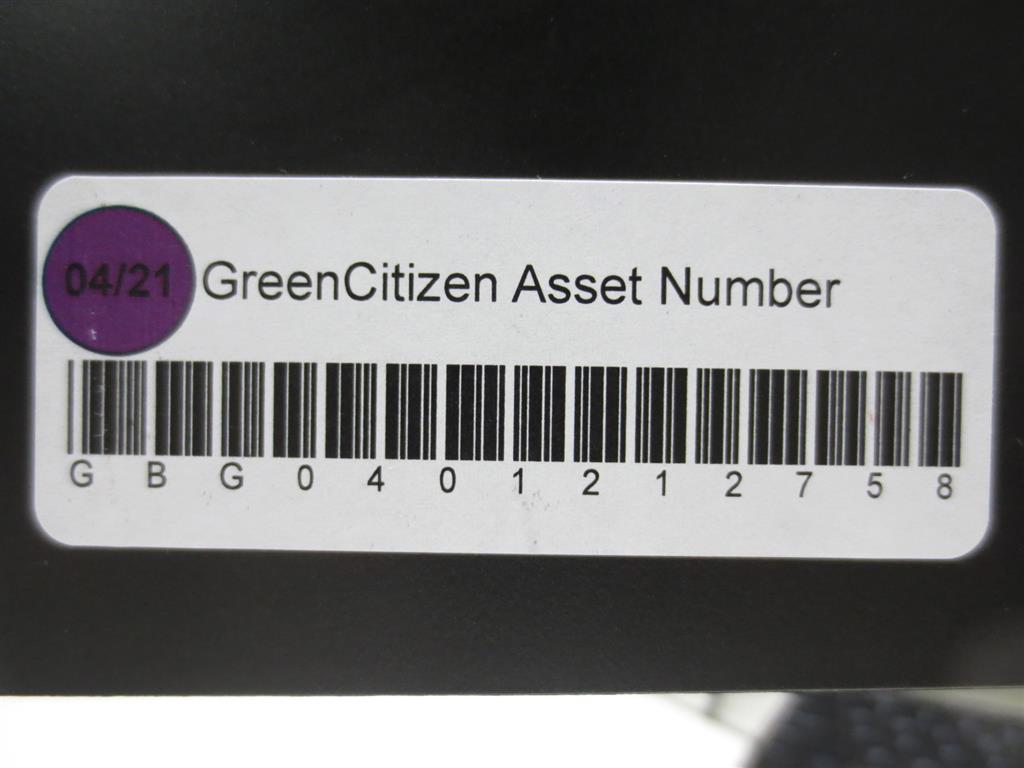 04/21 GreenCitizen Asset Number
G B G 0 4 0 1 2 1 2 7 5 8